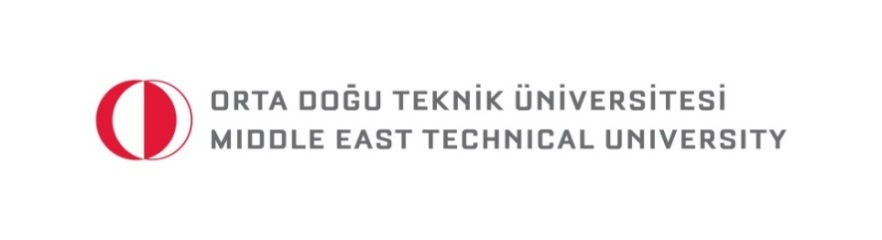 ORTA DOĞU TEKNİK ÜNİVERSİTESİ
MIDDLE EAST TECHNICAL UNIVERSITY